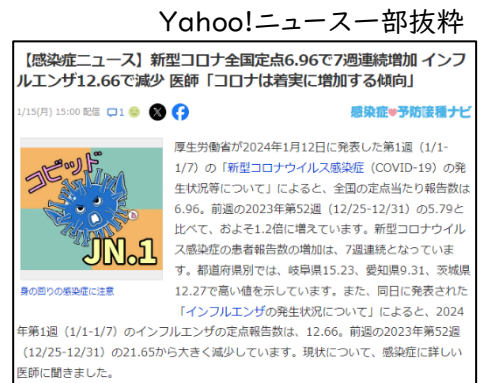 Yahoo!ニュース一部抜粋
【感染症ニュース】新型コロナ全国定点6.96で7週連続増加 インフ
ルエンザ12.66で減少 医師「コロナは着実に増加する傾向」
1/15(月) 15:00 配信 1
感染症・予防接種ナビ
コビット
JN.1
身の回りの感染症に注意
厚生労働省が2024年1月12日に発表した第1週（1/1-
1/7）の「新型コロナウイルス感染症（COVID-19）の発
生状況等について」によると、全国の定点当たり報告数は
6.96。前週の2023年第52週（12/25-12/31）の5.79と
比べて、およそ1.2倍に増えています。新型コロナウイル
ス感染症の患者報告数の増加は、7週連続となっていま
す。都道府県別では、岐阜県15.23、愛知県9.31、茨城県
12.27で高い値を示しています。また、同日に発表された
「インフルエンザの発生状況について」によると、2024
年第1週（1/1-1/7）のインフルエンザの定点報告数は、12.66。前週の2023年第52週
（12/25-12/31）の21.65から大きく減少しています。現状について、感染症に詳しい
医師に聞きました。